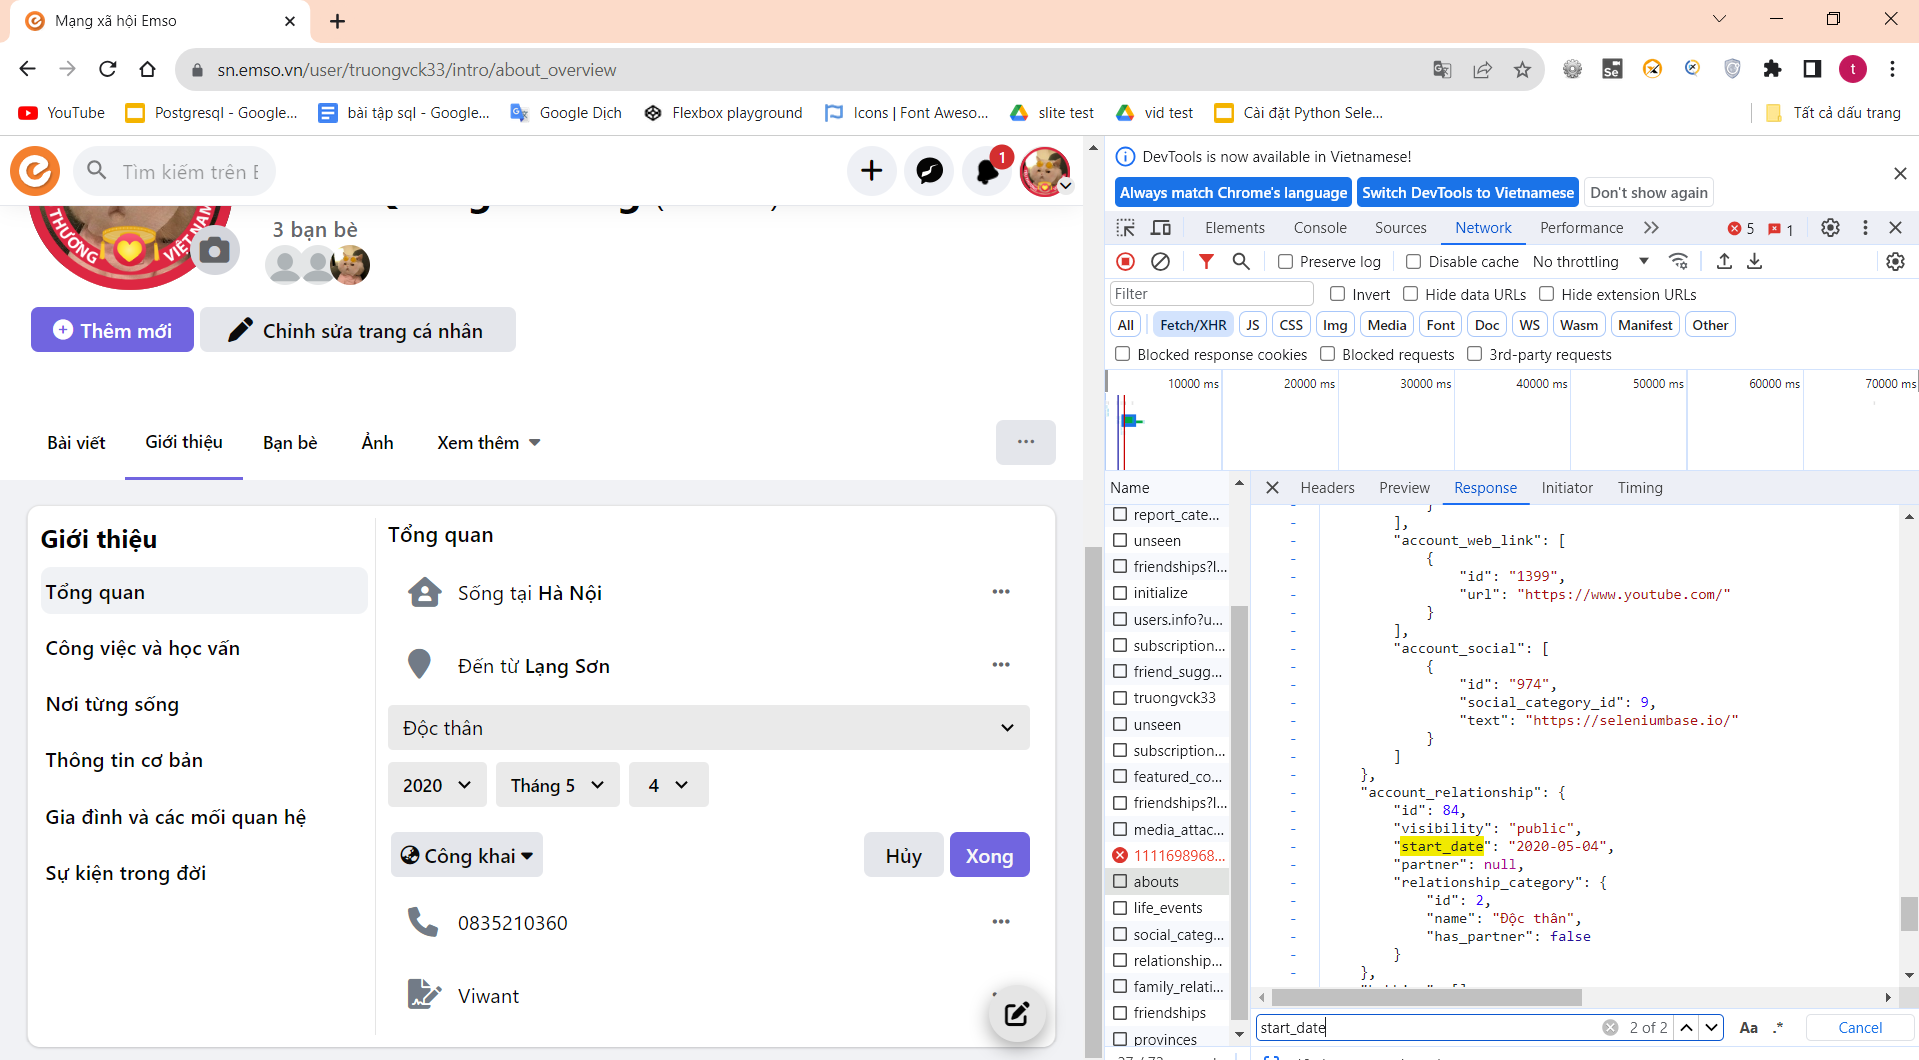 Mạng xã hội Emso
sn.emso.vn/user/truongvck33/intro/about_overview
t
YouTube
Postgresql - Google...
bài tập sql - Google...
Google Dịch
Flexbox playground
Icons | Font Aweso...
slite test
vid test
Cài đặt Python Sele...
Tất cả dấu trang
Tìm kiếm trên E
1
THƯƠNG
VIỆT NAM
3 bạn bè
Thêm mới
Chỉnh sửa trang cá nhân
Bài viết
Giới thiệu
Bạn bè
Ảnh
Xem thêm
Giới thiệu
Tổng quan
Công việc và học vấn
Nơi từng sống
Thông tin cơ bản
Gia đình và các mối quan hệ
Sự kiện trong đời
Tổng quan
Sống tại Hà Nội
Đến từ Lạng Sơn
Độc thân
2020
Tháng 5
4
Công khai
Hủy
Xong
0835210360
Viwant
DevTools is now available in Vietnamese!
Always match Chrome's language
Switch DevTools to Vietnamese
Don't show again
Elements
Console
Sources
Network
Performance
5
1
Preserve log
Disable cache
No throttling
Filter
Invert
Hide data URLs
Hide extension URLs
All
Fetch/XHR
JS
CSS
Img
Media
Font
Doc
WS
Wasm
Manifest
Other
Blocked response cookies
Blocked requests
3rd-party requests
10000 ms
20000 ms
30000 ms
40000 ms
50000 ms
60000 ms
70000 ms
Name
report_cate...
unseen
friendships?l...
initialize
users.info?u...
subscription...
friend_sugg...
truongvck33
unseen
subscription...
featured_co...
friendships?l...
media_attac...
1111698968...
abouts
life_events
social_categ...
relationship...
family_relati...
friendships
provinces
Headers
Preview
Response
Initiator
Timing
}
],
"account_web_link": [
{
"id": "1399",
"url": "https://www.youtube.com/"
}
],
"account_social": [
{
"id": "974",
"social_category_id": 9,
"text": "https://seleniumbase.io/"
}
]
},
"account_relationship": {
"id": 84,
"visibility": "public",
"start_date": "2020-05-04",
"partner": null,
"relationship_category": {
"id": 2,
"name": "Độc thân",
"has_partner": false
}
},
start_date
2 of 2
Aa
.*
Cancel